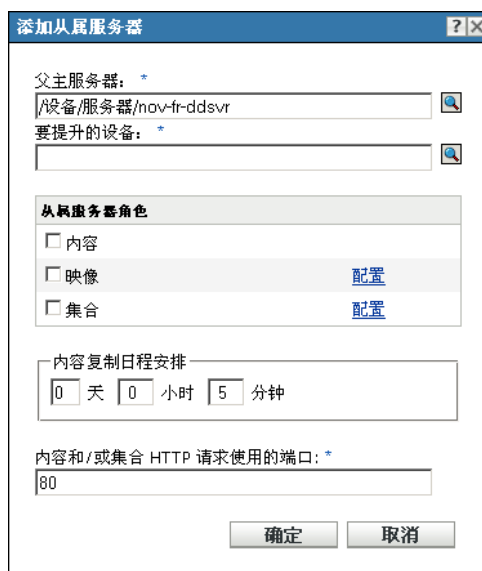 添加从属服务器 ? X
父主服务器: *
/设备/服务器/nov-fr-ddsvr
要提升的设备: *
从属服务器角色
内容
映像 配置
集合 配置
内容复制日程安排
0 天 0 小时 5 分钟
内容和/或集合 HTTP 请求使用的端口: *
80
确定 取消